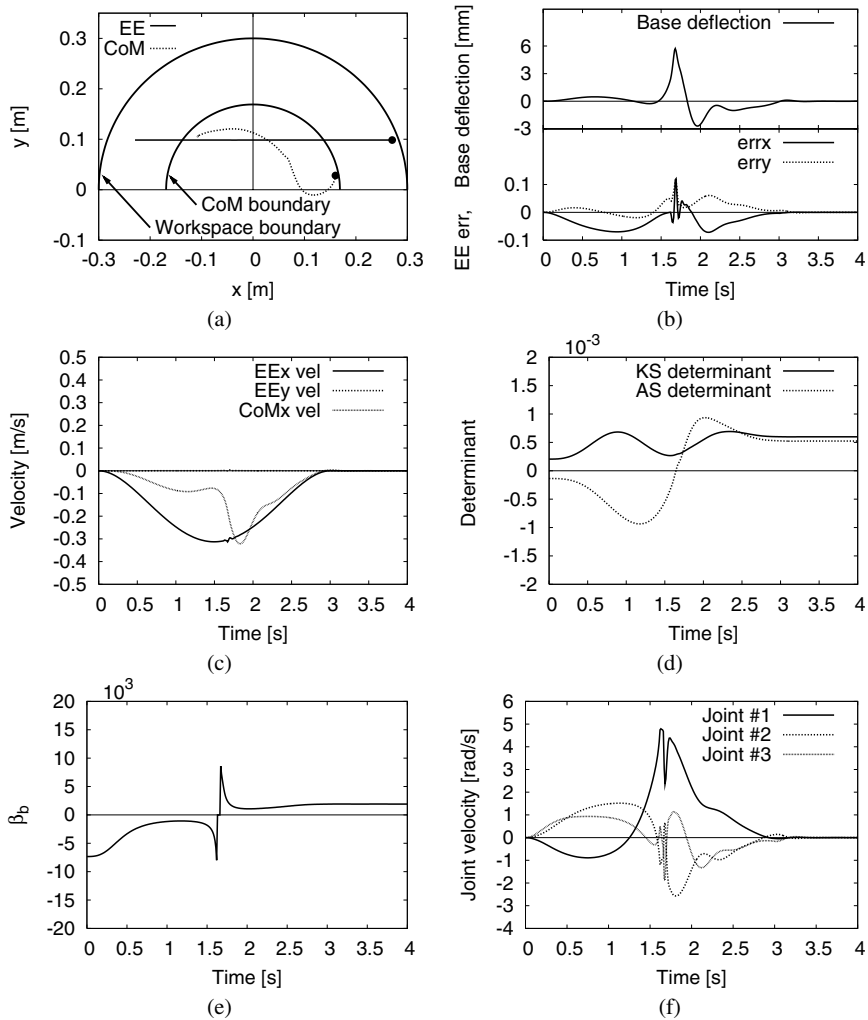 EE
CoM
0.3
0.2
0.1
0
-0.1
y [m]
CoM boundary
Workspace boundary
-0.3 -0.2 -0.1 0 0.1 0.2 0.3
x [m]
(a)
Base deflection
6
3
0
-3
errx
erry
0.1
0
-0.1
EE err, Base deflection [mm]
0 0.5 1 1.5 2 2.5 3 3.5 4
Time [s]
(b)
EEx vel
EEy vel
CoMx vel
0.5
0.4
0.3
0.2
0.1
0
-0.1
-0.2
-0.3
-0.4
-0.5
Velocity [m/s]
0 0.5 1 1.5 2 2.5 3 3.5 4
Time [s]
(c)
10^-3
KS determinant
AS determinant
2
1.5
1
0.5
0
-0.5
-1
-1.5
-2
Determinant
0 0.5 1 1.5 2 2.5 3 3.5 4
Time [s]
(d)
10^3
20
15
10
5
0
-5
-10
-15
-20
β_b
0 0.5 1 1.5 2 2.5 3 3.5 4
Time [s]
(e)
Joint #1
Joint #2
Joint #3
6
5
4
3
2
1
0
-1
-2
-3
-4
Joint velocity [rad/s]
0 0.5 1 1.5 2 2.5 3 3.5 4
Time [s]
(f)